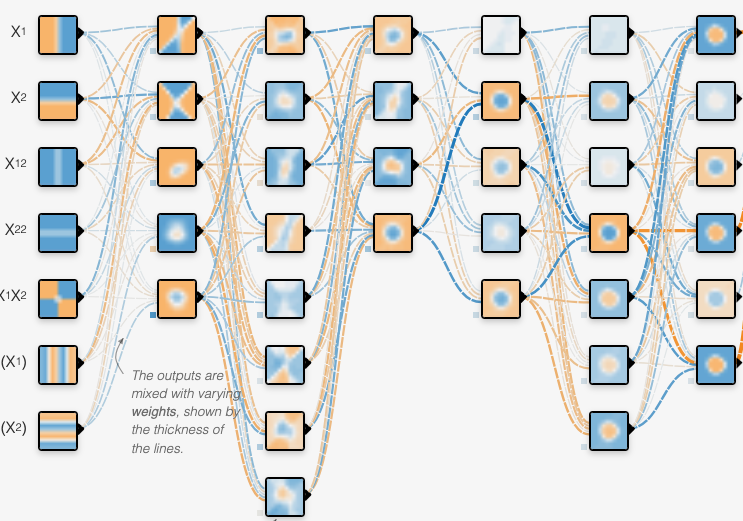 X1
X2
X12
X22
X1X2
(X1)
(X2)
The outputs are
mixed with varying
weights, shown by
the thickness of
the lines.